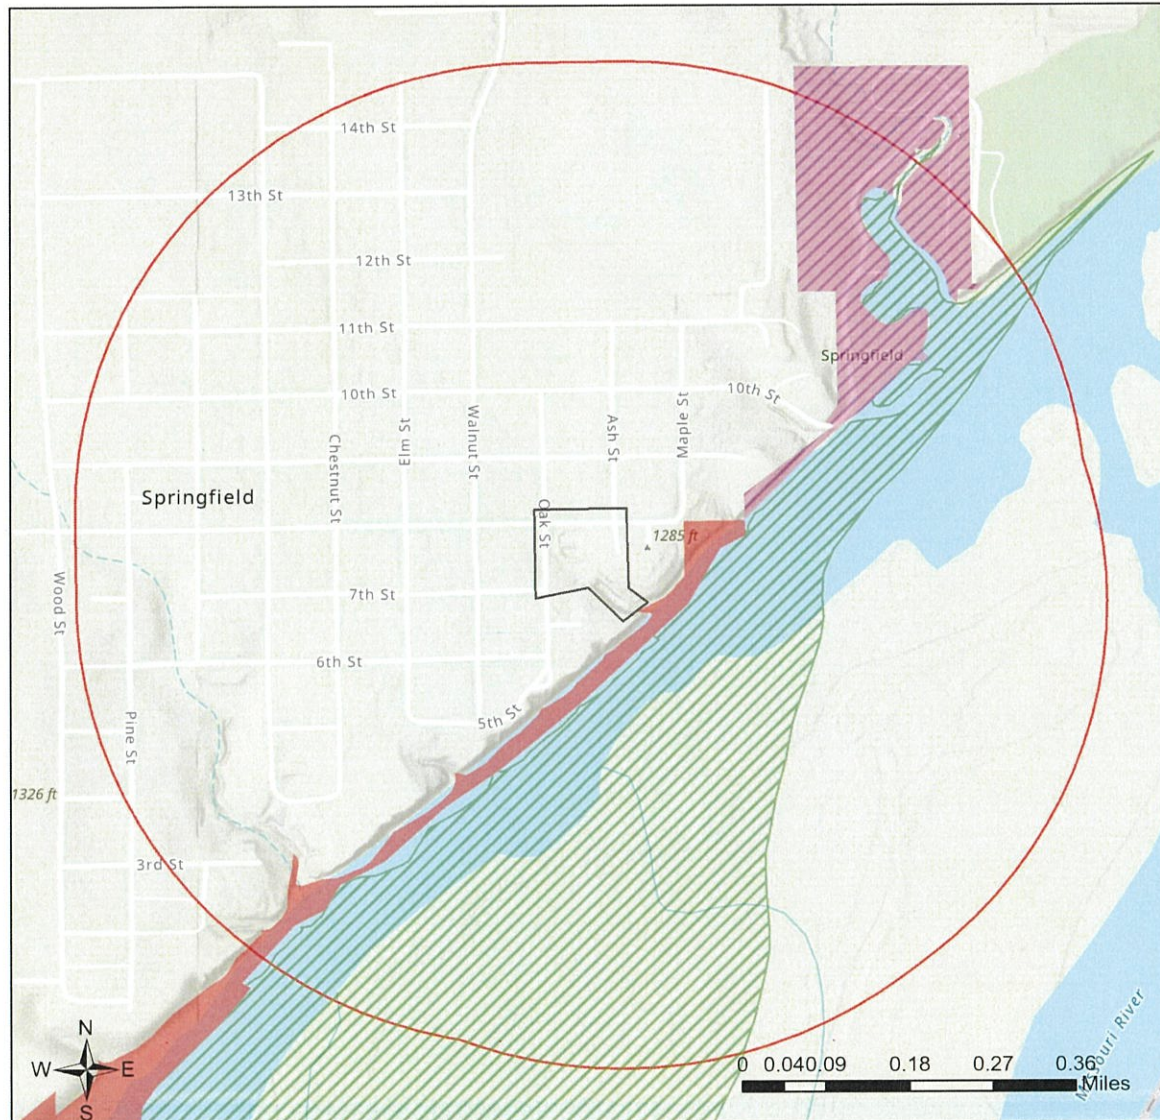 14th St
13th St
12th St
11th St
Springfield
10th St
10th St
Chestnut St
Elm St
Walnut St
Ash St
Maple St
Springfield
Oak St
1285 ft
Wood St
7th St
6th St
Pine St
5th St
1326 ft
3rd St
Missouri River
N
W
E
S
0
0.04
0.09
0.18
0.27
0.36
Miles